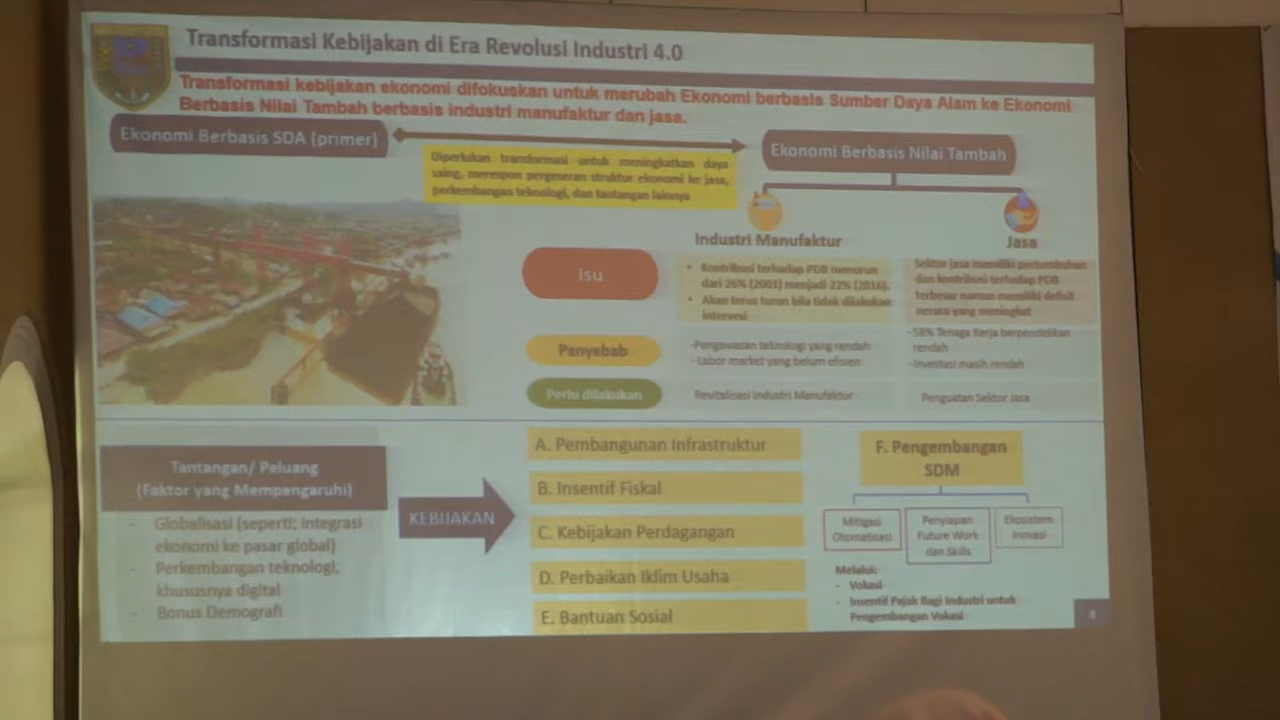 Transformasi Kebijakan di Era Revolusi Industri 4.0
Transformasi kebijakan ekonomi difokuskan untuk merubah Ekonomi berbasis Sumber Daya Alam ke Ekonomi
Berbasis Nilai Tambah berbasis industri manufaktur dan jasa.
Ekonomi Berbasis SDA (primer)
Diperlukan transformasi untuk meningkatkan daya
saing, merespon pergeseran struktur ekonomi ke jasa,
perkembangan teknologi, dan tantangan lainnya
Ekonomi Berbasis Nilai Tambah
Industri Manufaktur
Jasa
Isu
• Kontribusi terhadap PDB menurun
dari 26% (2001) menjadi 22% (2016).
• Akan terus turun bila tidak dilakukan
intervesi
Sektor jasa memiliki pertumbuhan
dan kontribusi terhadap PDB
terbesar namun memiliki defisit
neraca yang meningkat
Penyebab
-Pengawasan teknologi yang rendah
- Labor market yang belum efisien
-58% Tenaga Kerja berpendidikan
rendah
-Investasi masih rendah
Perlu dilakukan
Revitalisasi Industri Manufaktur
Penguatan Sektor Jasa
Tantangan/ Peluang
(Faktor yang Mempengaruhi)
- Globalisasi (seperti; integrasi
ekonomi ke pasar global)
- Perkembangan teknologi,
khususnya digital
- Bonus Demografi
KEBIJAKAN
A. Pembangunan Infrastruktur
B. Insentif Fiskal
C. Kebijakan Perdagangan
D. Perbaikan Iklim Usaha
E. Bantuan Sosial
F. Pengembangan
SDM
Mitigasi
Otomatisasi
Penyiapan
Future Work
dan Skills
Ekosistem
Inovasi
Melalui:
- Vokasi
- Insentif Pajak Bagi Industri untuk
Pengembangan Vokasi
4